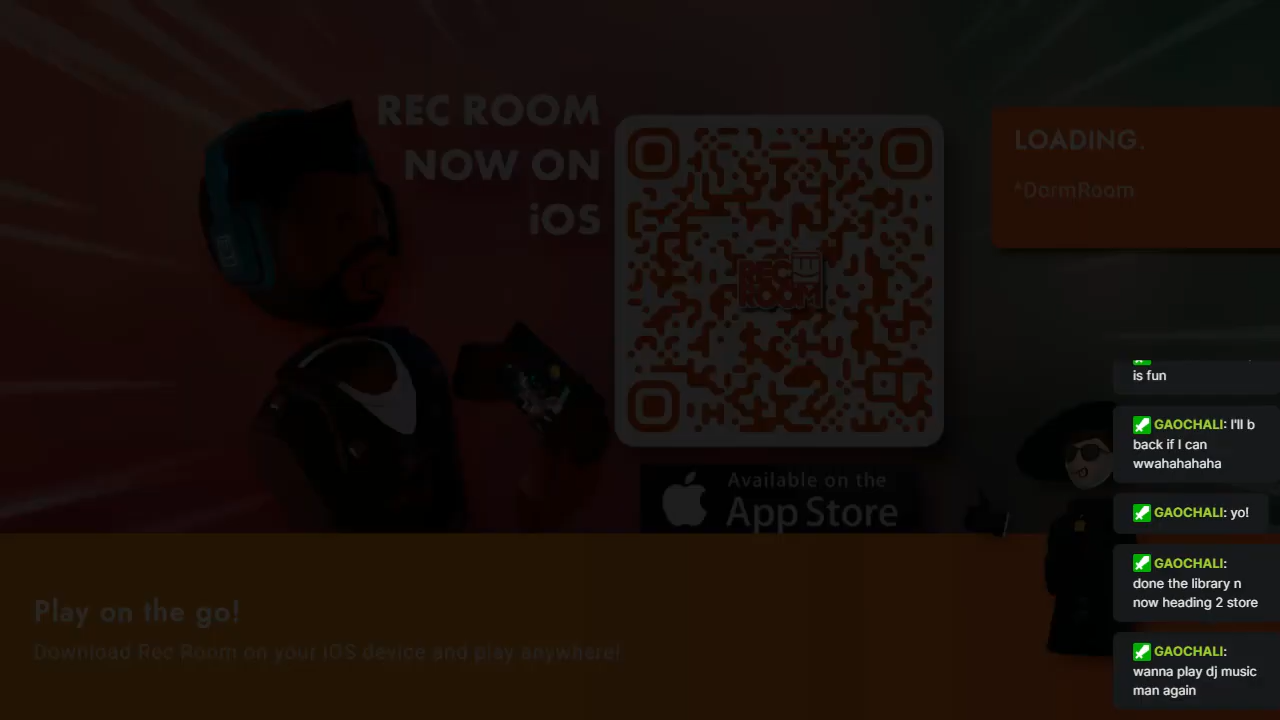 REC ROOM
NOW ON
iOS
REC
ROOM
Available on the
App Store
LOADING.
^DormRoom
Play on the go!
Download Rec Room on your iOS device and play anywhere!
is fun
GAOCHALI: I'll b
back if I can
wwahahahaha
GAOCHALI: yo!
GAOCHALI:
done the library n
now heading 2 store
GAOCHALI:
wanna play dj music
man again